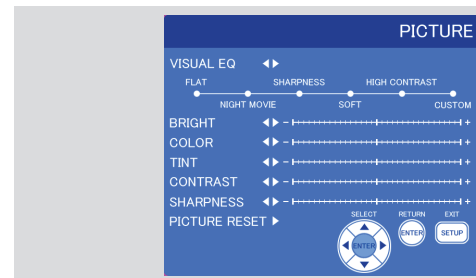 PICTURE
VISUAL EQ
FLAT SHARPNESS HIGH CONTRAST
NIGHT MOVIE SOFT CUSTOM
BRIGHT - +
COLOR - +
TINT - +
CONTRAST - +
SHARPNESS - +
PICTURE RESET
SELECT RETURN EXIT
ENTER ENTER SETUP